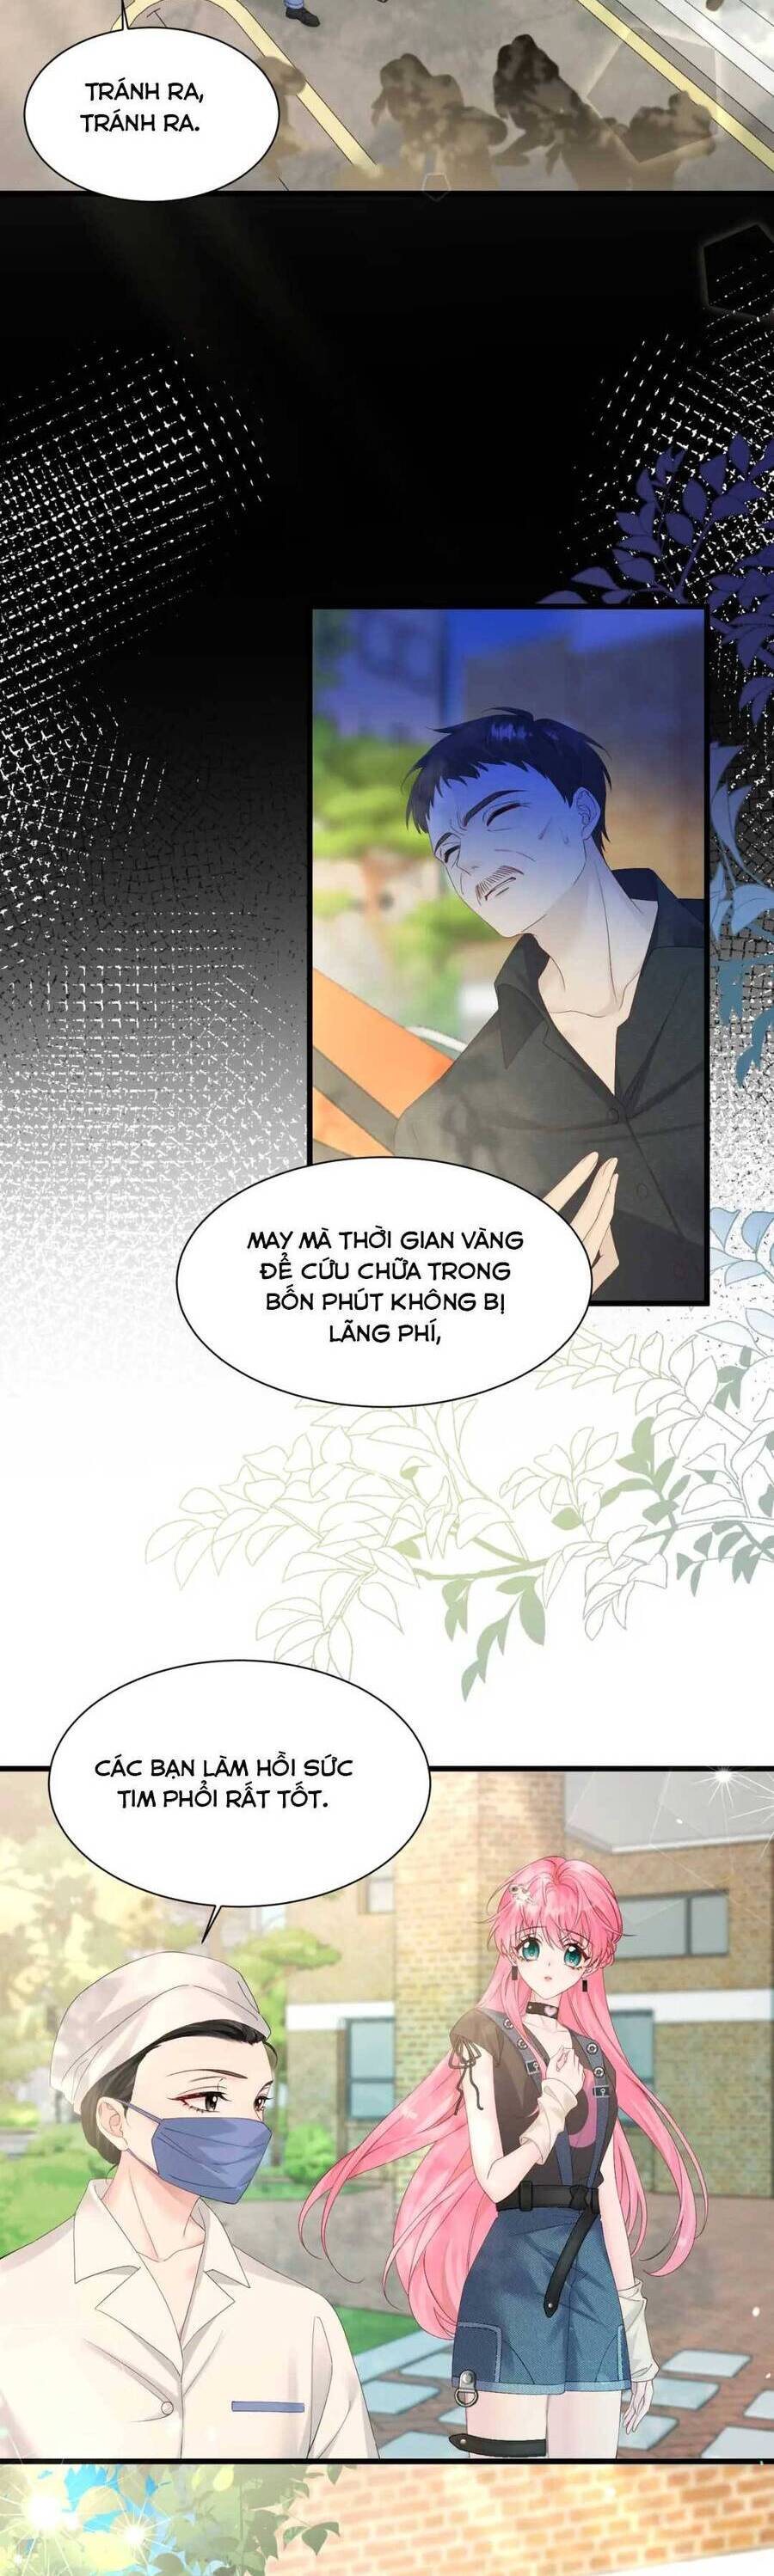 TRÁNH RA,
TRÁNH RA.
MAY MÀ THỜI GIAN VÀNG
ĐỂ CỨU CHỮA TRONG
BỐN PHÚT KHÔNG BỊ
LÃNG PHÍ,
CÁC BẠN LÀM HỒI SỨC
TIM PHỔI RẤT TỐT.